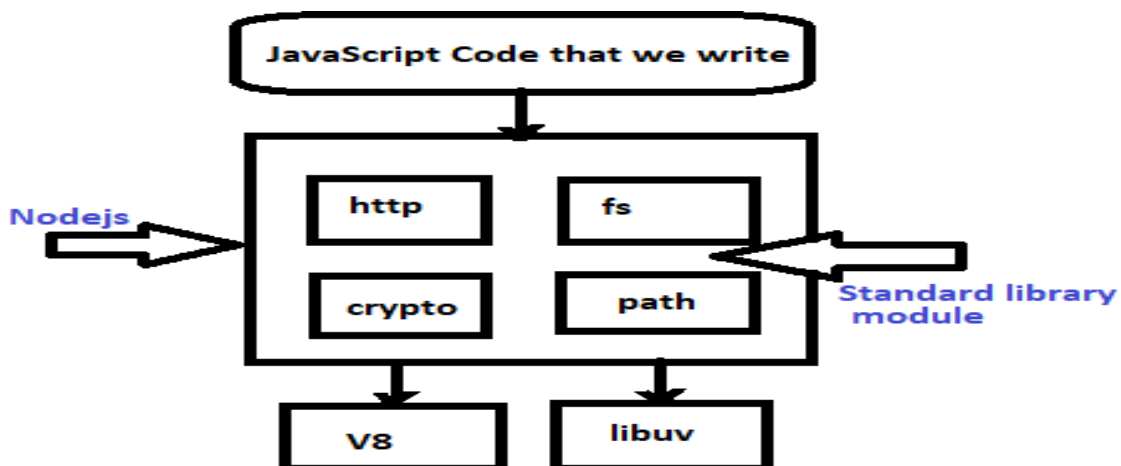 JavaScript Code that we write
http
fs
Nodejs
crypto
path
Standard library
module
V8
libuv